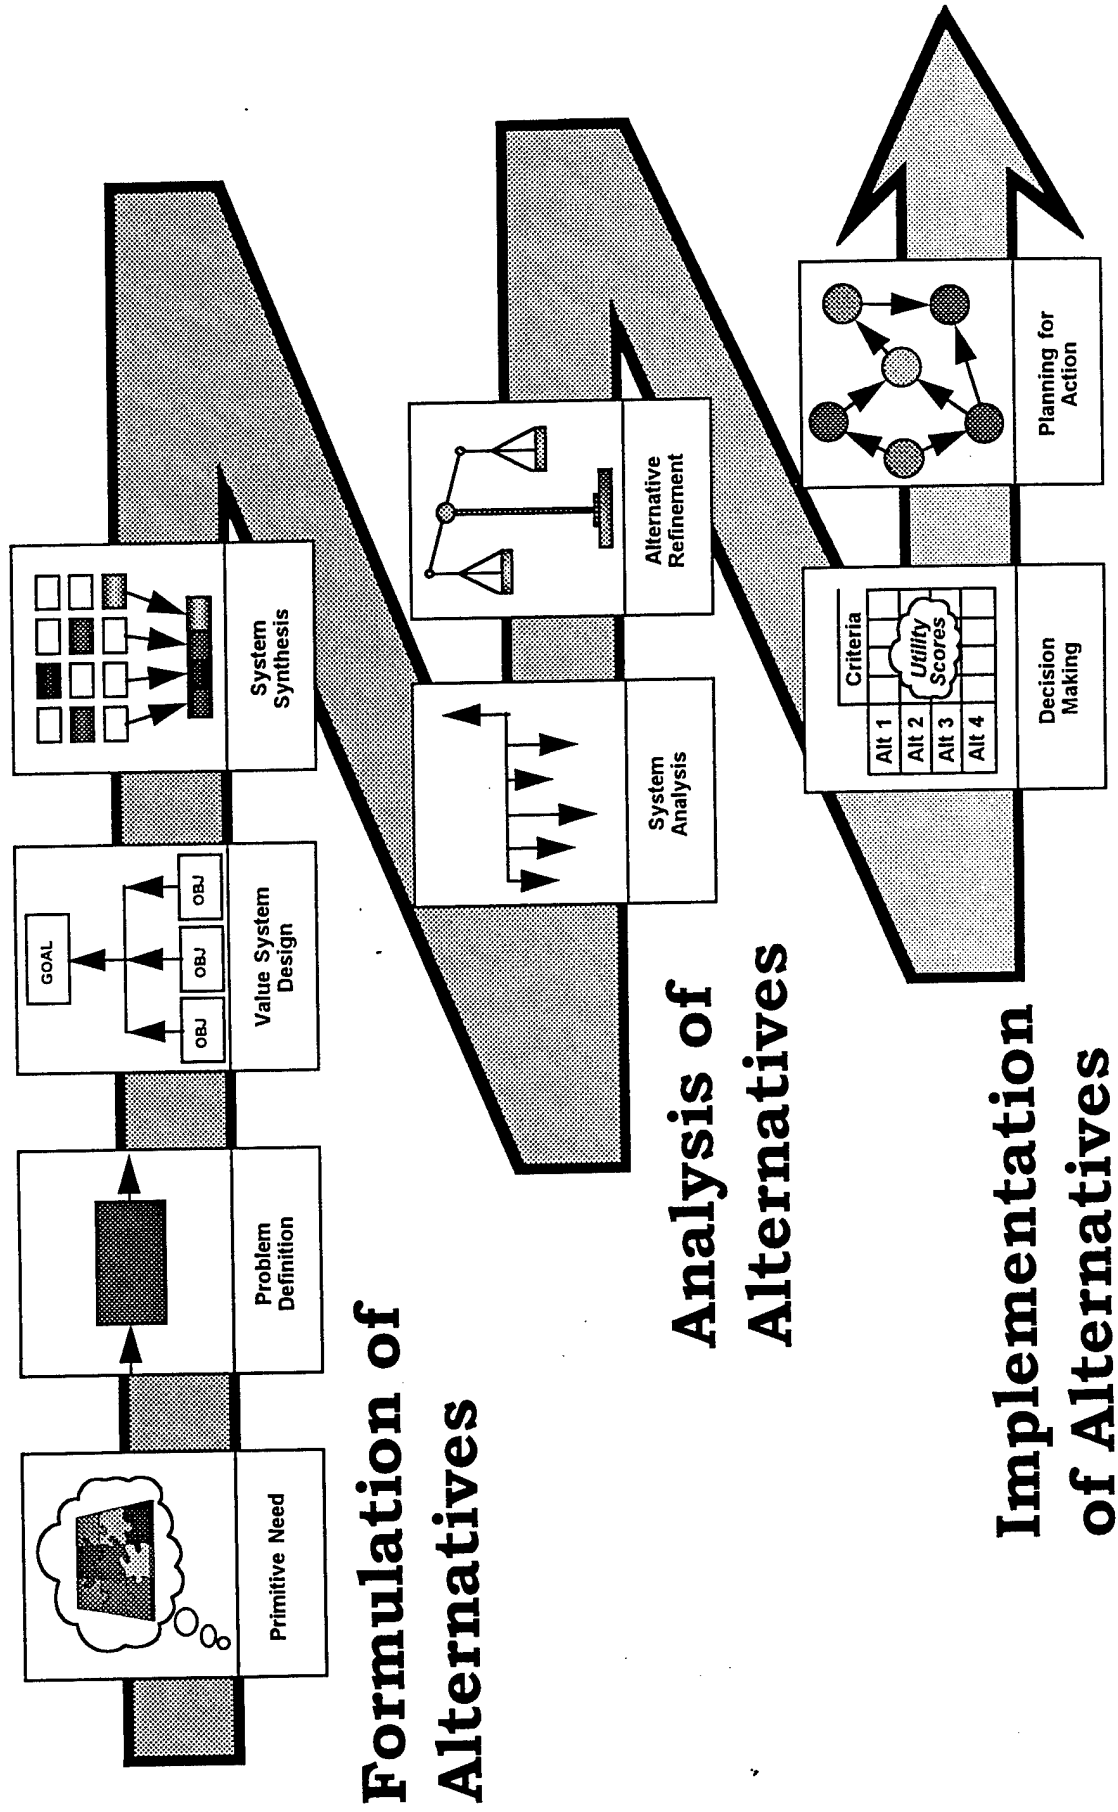 Primitive Need
Problem
Definition
GOAL
OBJ
OBJ
OBJ
Value System
Design
System
Synthesis
Formulation of
Alternatives
System
Analysis
Alternative
Refinement
Analysis of
Alternatives
Criteria
Alt 1
Alt 2
Alt 3
Alt 4
Utility
Scores
Decision
Making
Planning for
Action
Implementation
of Alternatives